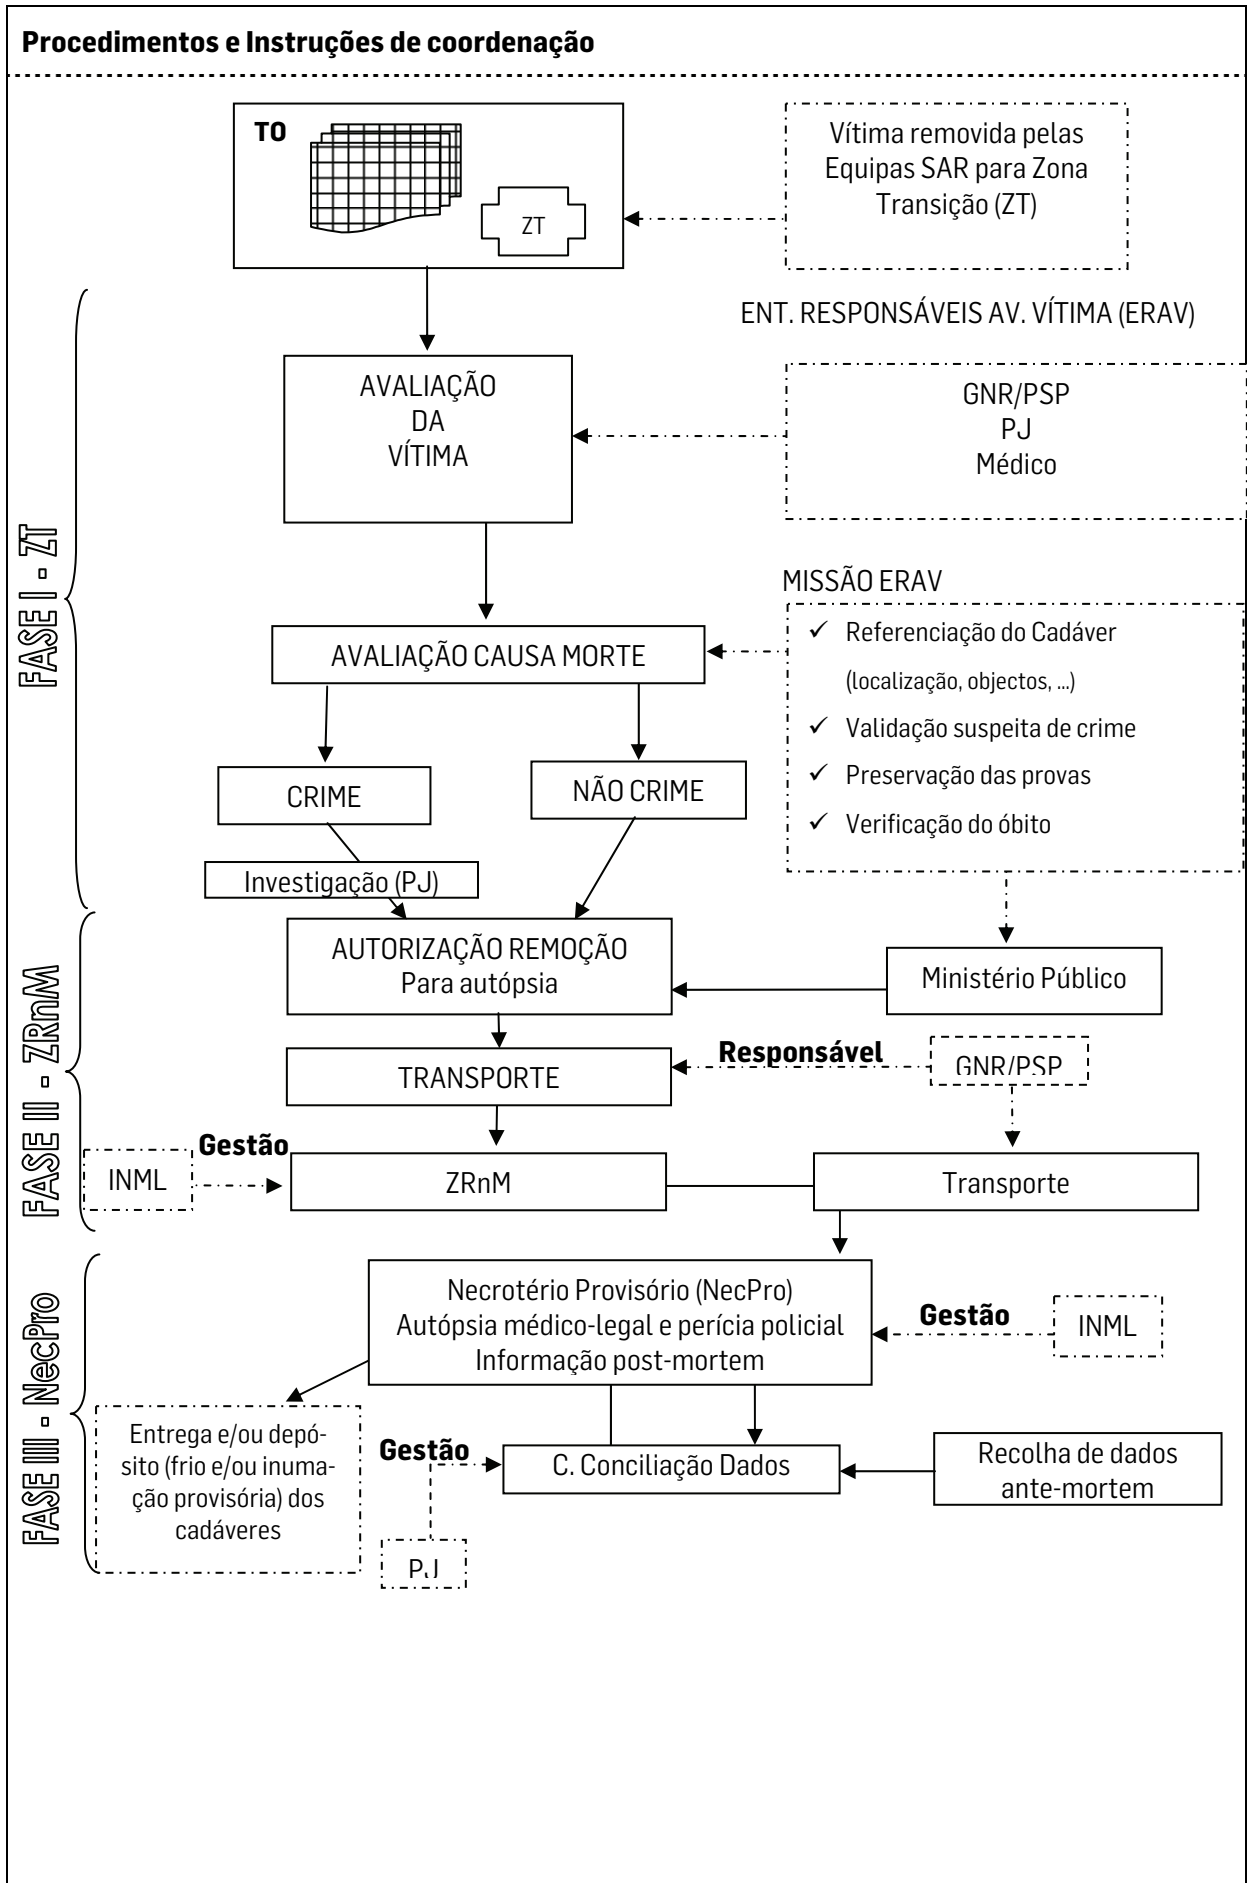 Procedimentos e Instruções de coordenação
TO
ZT
Vítima removida pelas
Equipas SAR para Zona
Transição (ZT)
ENT. RESPONSÁVEIS AV. VÍTIMA (ERAV)
AVALIAÇÃO
DA
VÍTIMA
GNR/PSP
PJ
Médico
FASE I - ZT
MISSÃO ERAV
✓ Referenciação do Cadáver
(localização, objectos, ...)
✓ Validação suspeita de crime
✓ Preservação das provas
✓ Verificação do óbito
AVALIAÇÃO CAUSA MORTE
CRIME
NÃO CRIME
Investigação (PJ)
FASE II - ZRnM
AUTORIZAÇÃO REMOÇÃO
Para autópsia
Ministério Público
TRANSPORTE
Responsável
GNR/PSP
INML
Gestão
ZRnM
Transporte
FASE III - NecPro
Necrotério Provisório (NecPro)
Autópsia médico-legal e perícia policial
Informação post-mortem
Gestão
INML
Entrega e/ou depó-
sito (frio e/ou inuma-
ção provisória) dos
cadáveres
Gestão
C. Conciliação Dados
Recolha de dados
ante-mortem
PJ